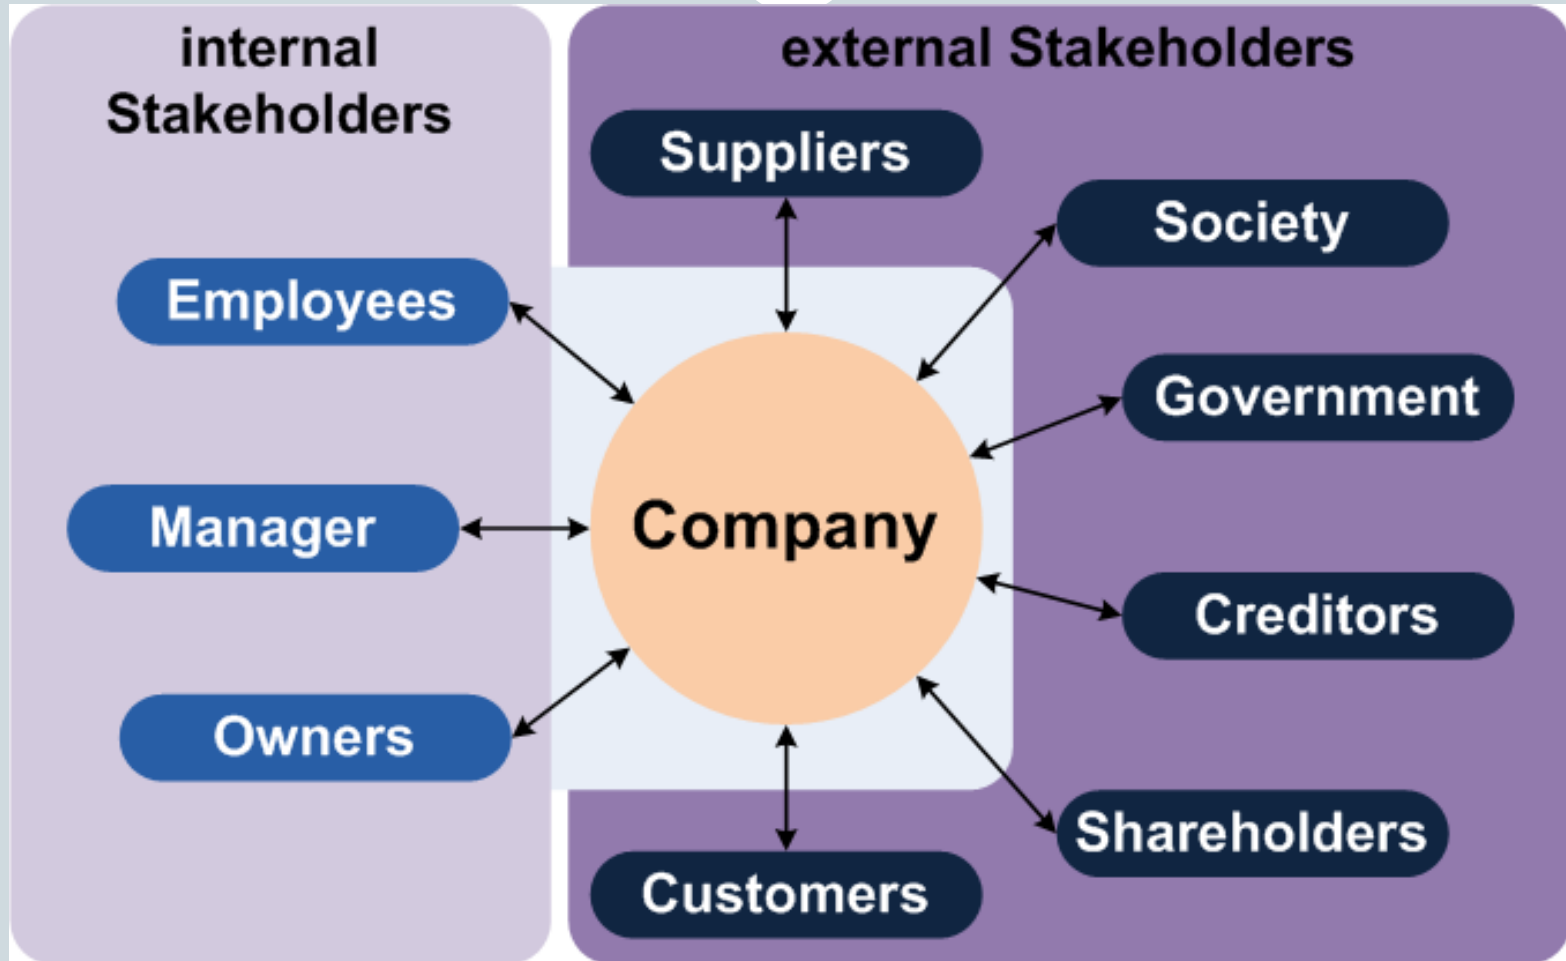 internal
Stakeholders
external Stakeholders
Suppliers
Society
Employees
Government
Manager
Company
Creditors
Owners
Shareholders
Customers